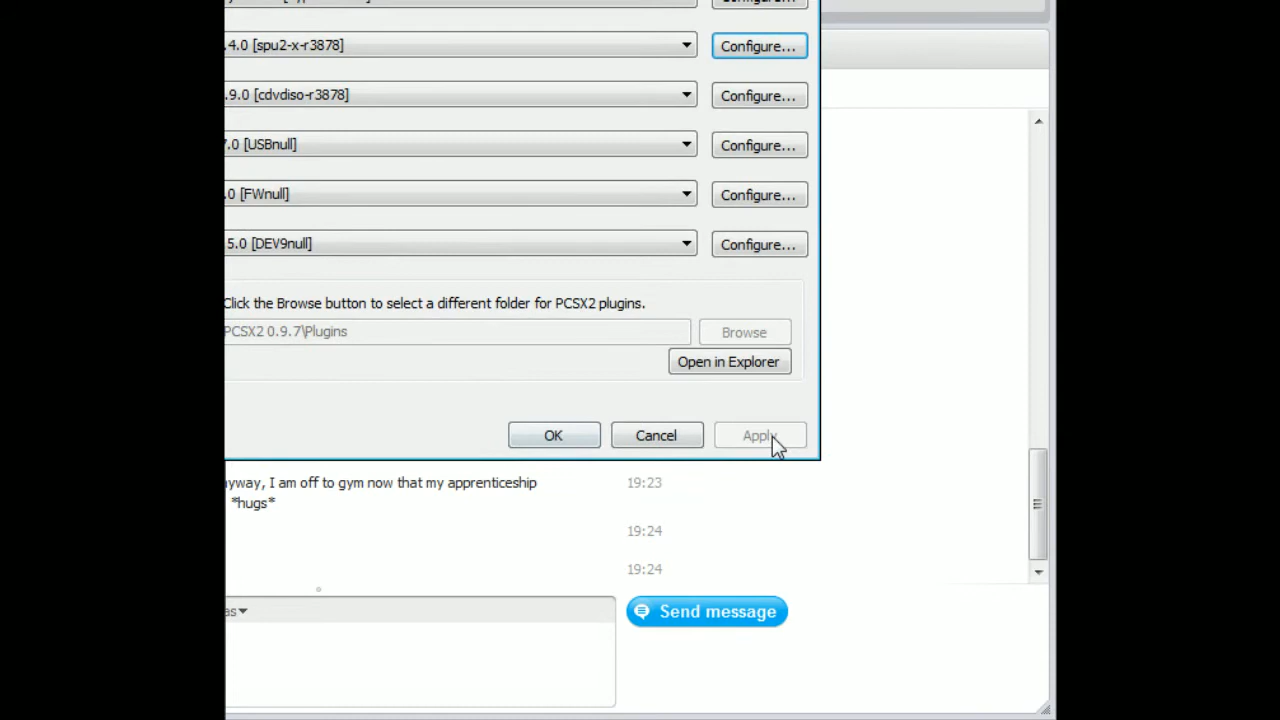 Configure...
.4.0 [spu2-x-r3878]
Configure...
.9.0 [cdvdiso-r3878]
Configure...
7.0 [USBnull]
Configure...
.0 [FWnull]
Configure...
5.0 [DEV9null]
Configure...
Click the Browse button to select a different folder for PCSX2 plugins.
PCSX2 0.9.7\Plugins
Browse
Open in Explorer
OK
Cancel
Apply
nyway, I am off to gym now that my apprenticeship
19:23
*hugs*
19:24
19:24
as
Send message